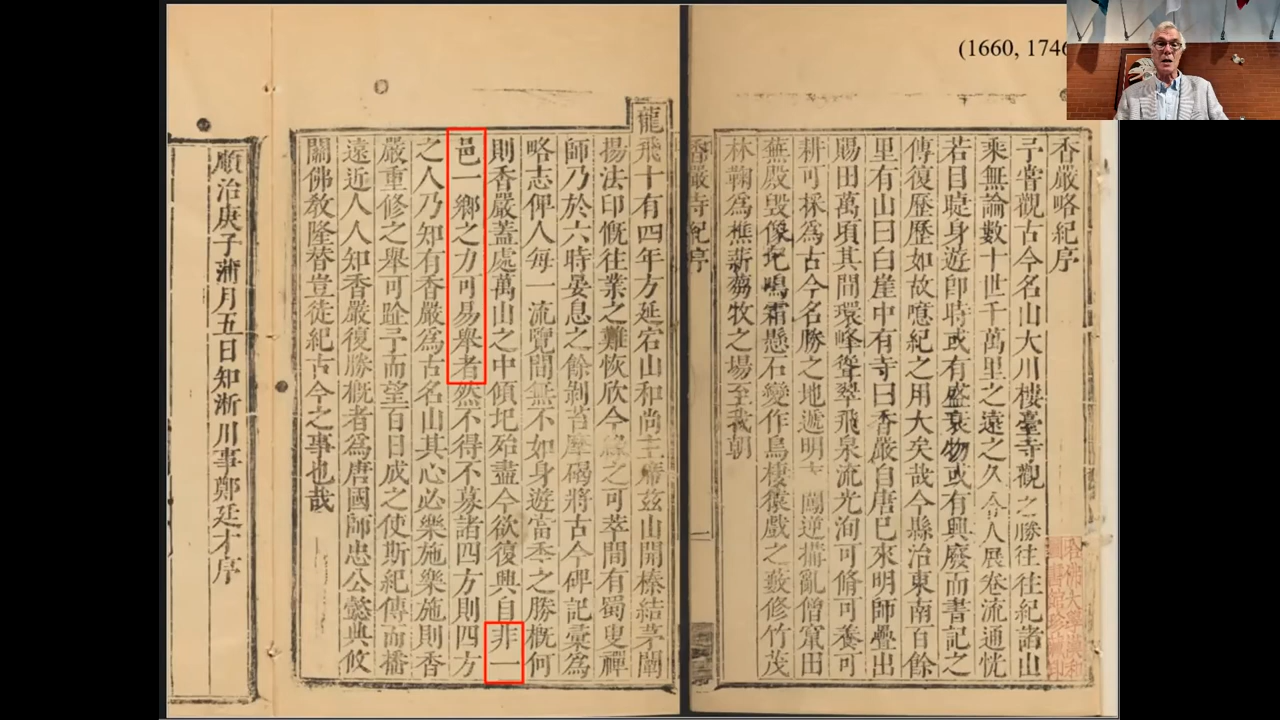 (1660, 1746
香嚴略紀序
予甞觀古今名山大川樓臺寺觀之勝往往紀諸山
乘無論數十世千萬里之遠之久令人展卷流通恍
若目睫身遊卽時或有盛衰物或有興廢而書記之
傳復歷歷如故噫紀之用大矣哉今縣治東南百餘
里有山曰白崖中有寺曰香嚴自唐已來明師疊出
賜田萬頃其間環峰聳翠飛泉流光洵可脩可養可
耕可採爲古今名勝之地遞明 闖逆搆亂僧窜田
蕪殿毀像圮鳴霜懸石變作鳥棲猿戲之藪修竹茂
林鞠爲樵薪芻牧之場至我朝
香嚴寺紀序
一
龍
飛十有四年方延宕山和尚主席茲山開榛結茅闡
揚法印慨往業之難恢欣今 之可萃間有蜀 禪
師乃於六時晏息之餘剝苔摩碣將古今碑記彙爲
略志俾人每一流覽間無不如身遊當季之勝概何
則香嚴蓋處萬山之中傾圮殆盡今欲復興自非一
邑一鄉之力可易舉者然不得不募諸四方則四方
之人乃知有香嚴爲古名山其心必樂施樂施則香
嚴重修之舉可趾予而望百日成之使斯紀傳而播
遠近人人知香嚴復勝概者爲唐國師忠公懿典攸
關佛敎隆替豈徒紀古今之事也哉
順治庚子蒲月五日知淅川事鄭廷才序